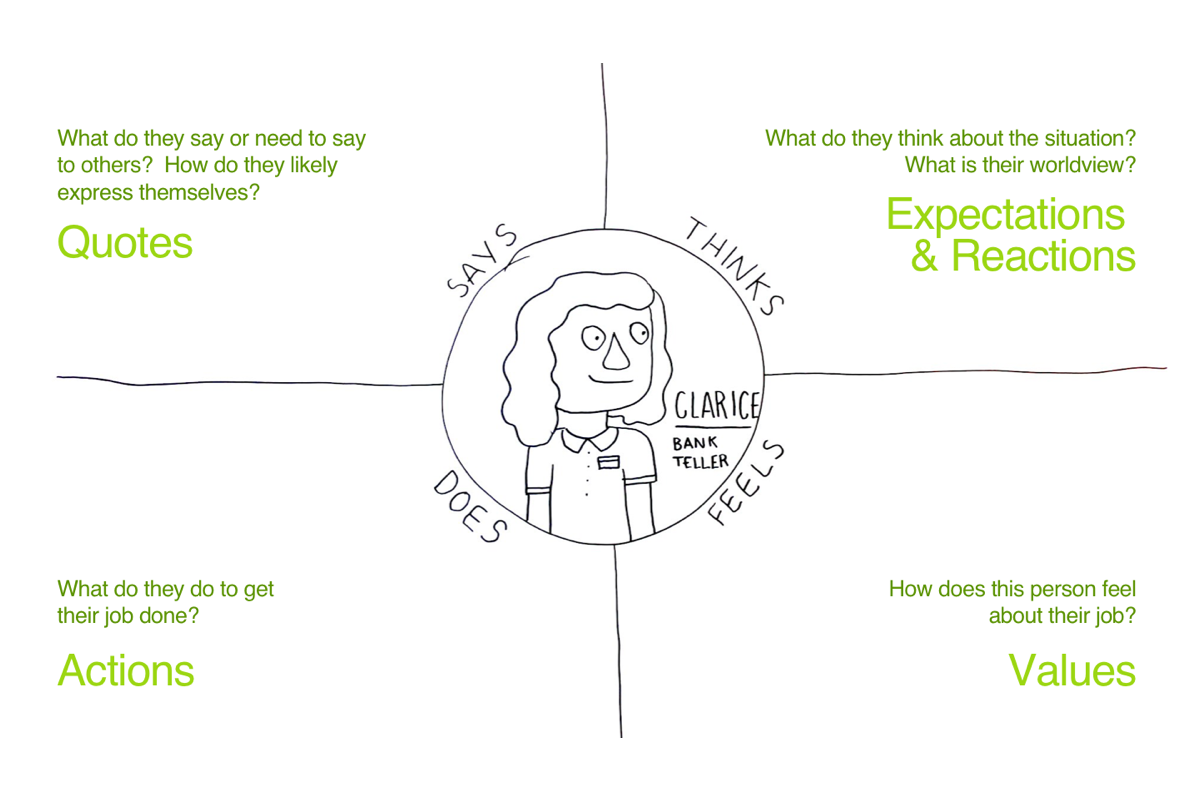 What do they say or need to say
to others?  How do they likely
express themselves?
Quotes
What do they think about the situation?
What is their worldview?
Expectations
& Reactions
SAYS
THINKS
CLARICE
BANK
TELLER
DOES
FEELS
What do they do to get
their job done?
Actions
How does this person feel
about their job?
Values